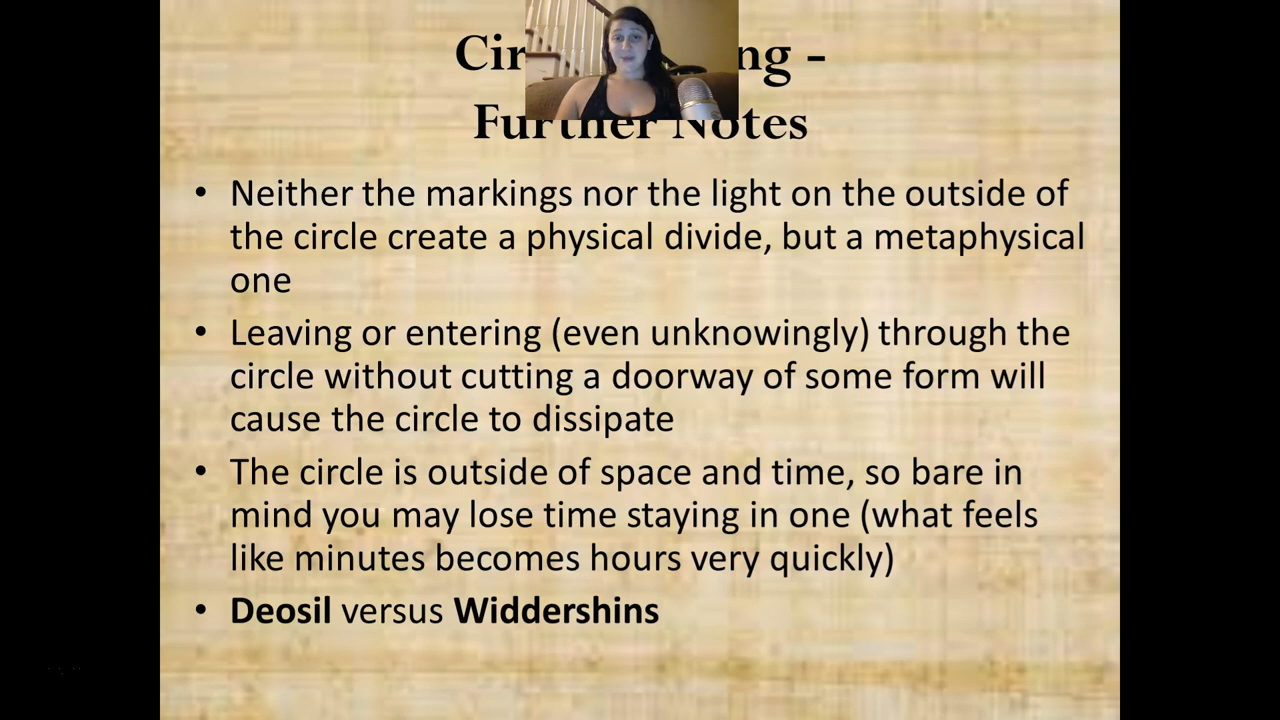 Cir ng -
Further Notes
• Neither the markings nor the light on the outside of
the circle create a physical divide, but a metaphysical
one
• Leaving or entering (even unknowingly) through the
circle without cutting a doorway of some form will
cause the circle to dissipate
• The circle is outside of space and time, so bare in
mind you may lose time staying in one (what feels
like minutes becomes hours very quickly)
• Deosil versus Widdershins